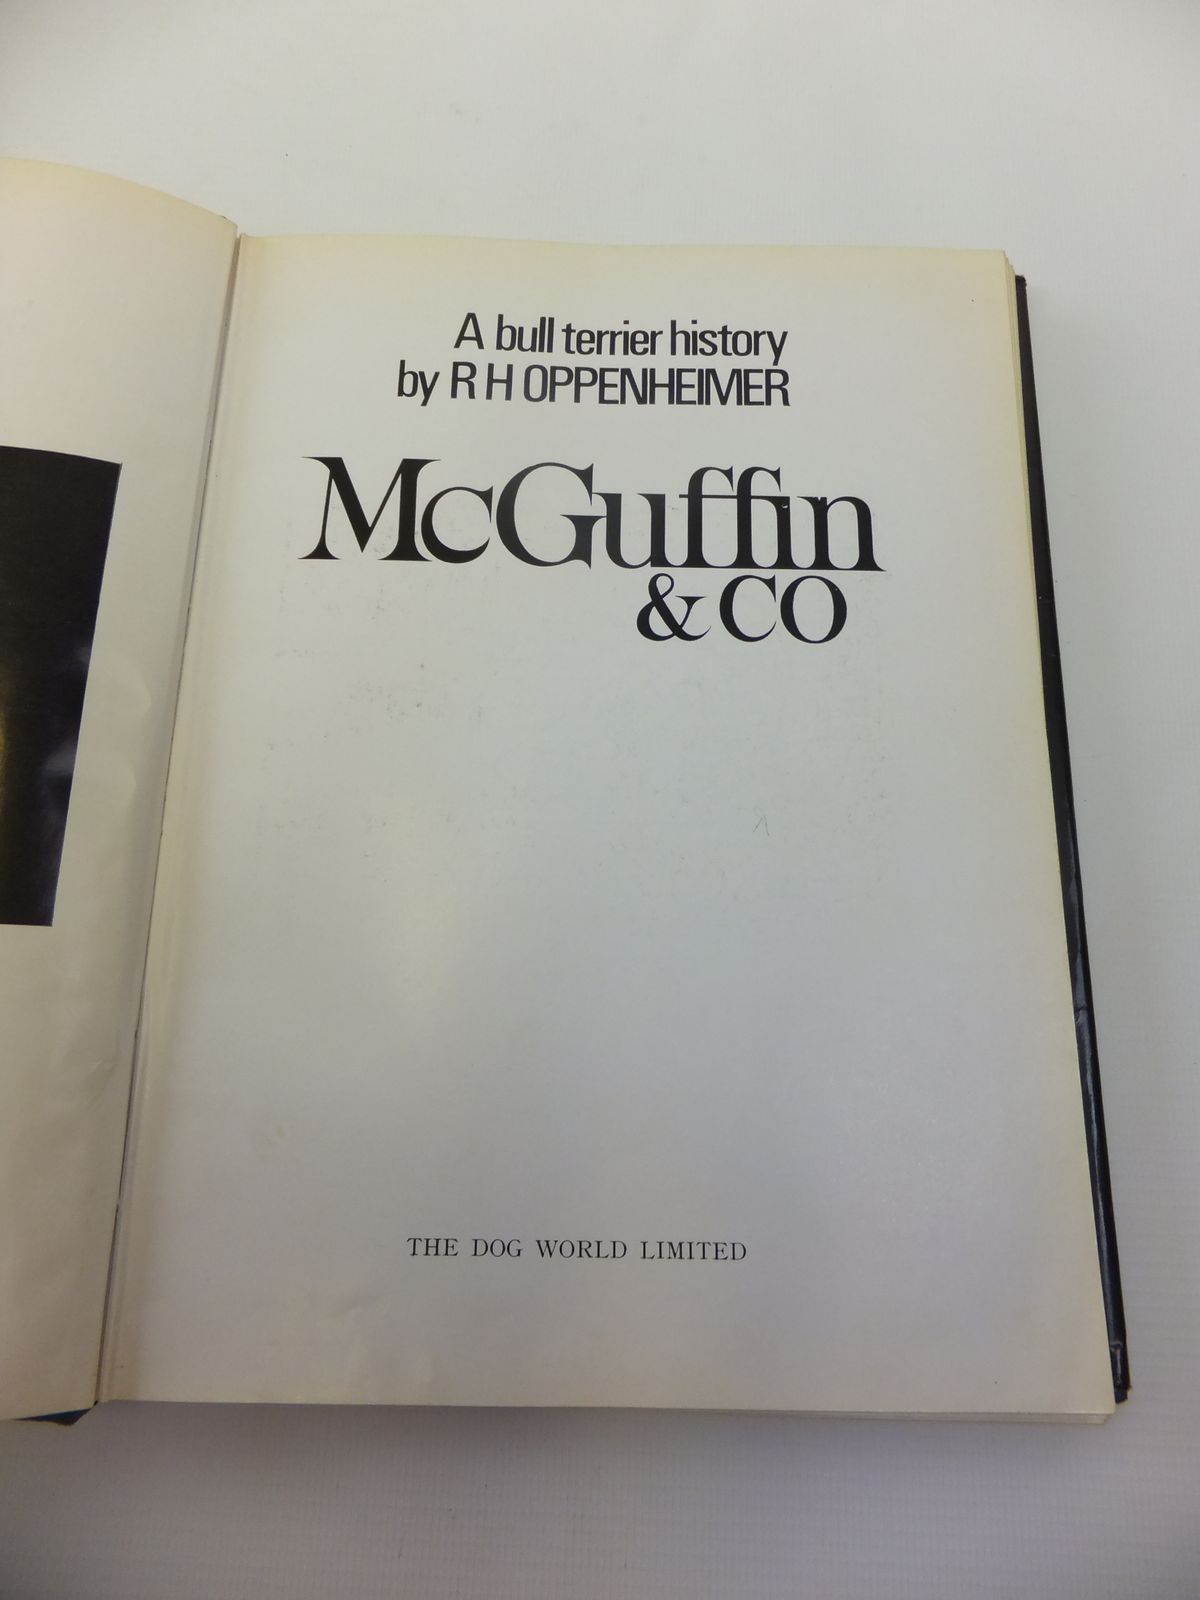 A bull terrier history
by R H OPPENHEIMER
McGuffin
& CO
THE DOG WORLD LIMITED